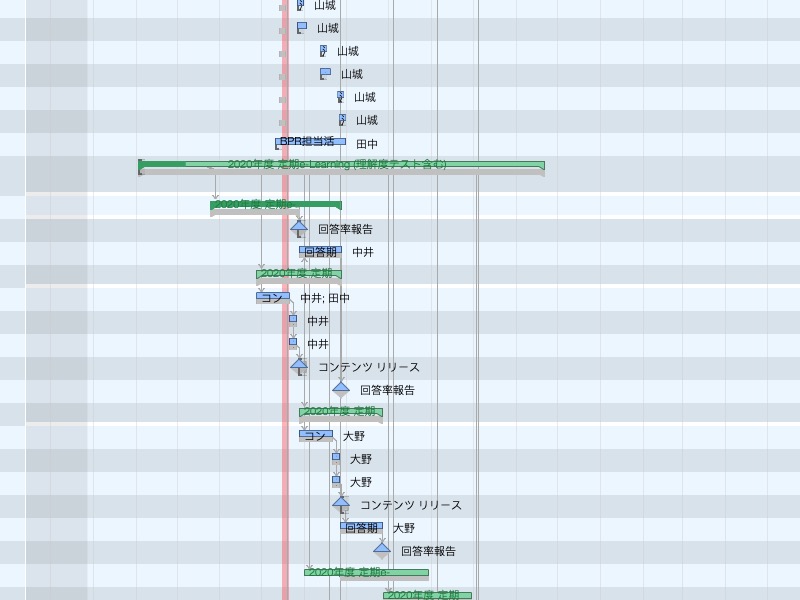 山城
山城
山城
山城
山城
山城
BPR担当活 田中
2020年度 定期e-Learning (理解度テスト含む)
2020年度 定期e-
回答率報告
回答期 中井
2020年度 定期
コン 中井; 田中
中井
中井
コンテンツ リリース
回答率報告
2020年度 定期
コン 大野
大野
大野
コンテンツ リリース
回答期 大野
回答率報告
2020年度 定期e-
2020年度 定期